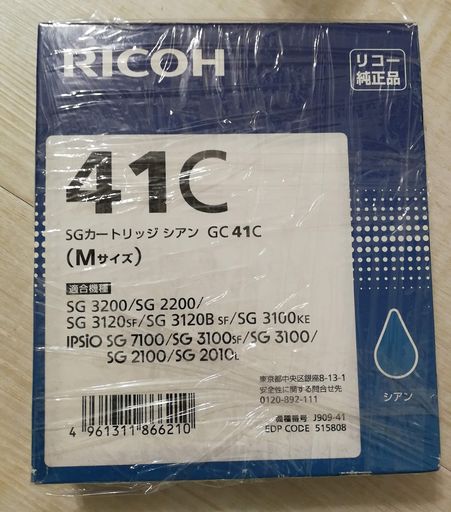 RICOH
リコー
純正品
41C
SGカートリッジ シアン GC 41C
(Mサイズ)
適合機種
SG 3200/SG 2200/
SG 3120SF/SG 3120B SF/SG 3100KE
IPSiO SG 7100/SG 3100SF/SG 3100/
SG 2100/SG 2010L
東京都中央区銀座8-13-1
安全性に関する問合せ先
0120-892-111
機種番号 J909-41
EDP CODE 515808
4 961311 866210
シアン